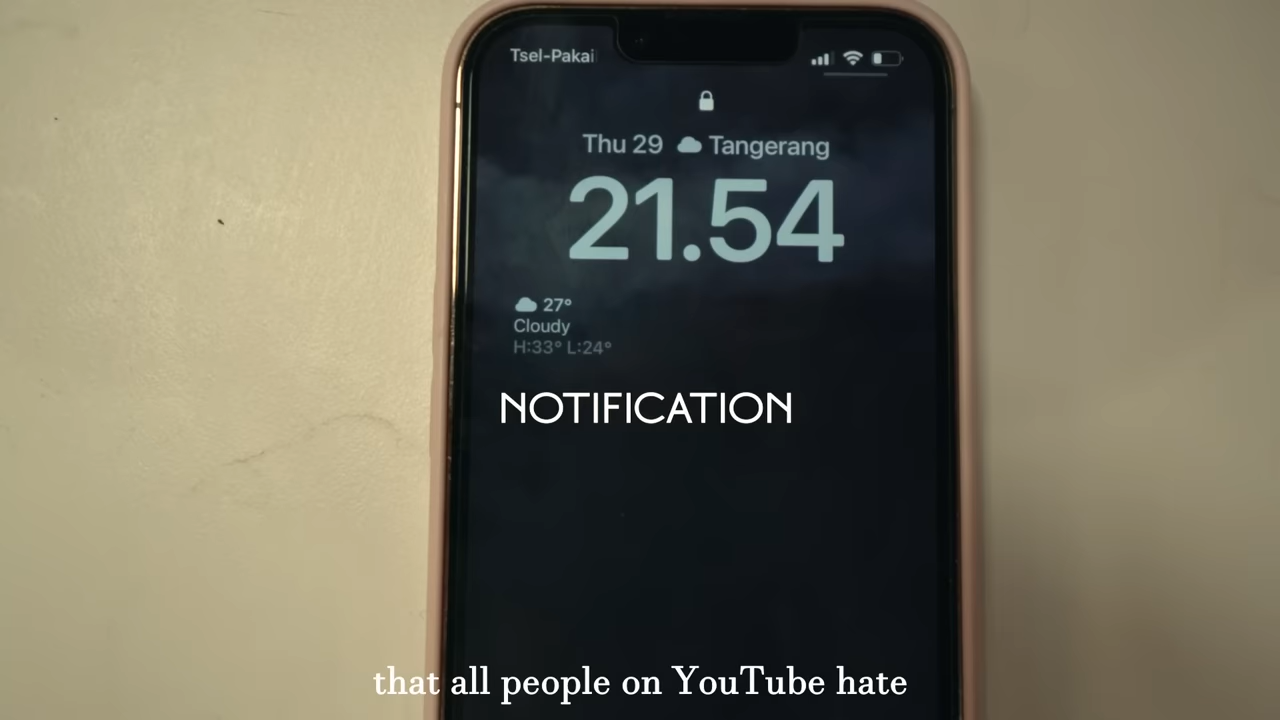 Tsel-Pakai
Thu 29 Tangerang
21.54
27°
Cloudy
H:33° L:24°
NOTIFICATION
that all people on YouTube hate